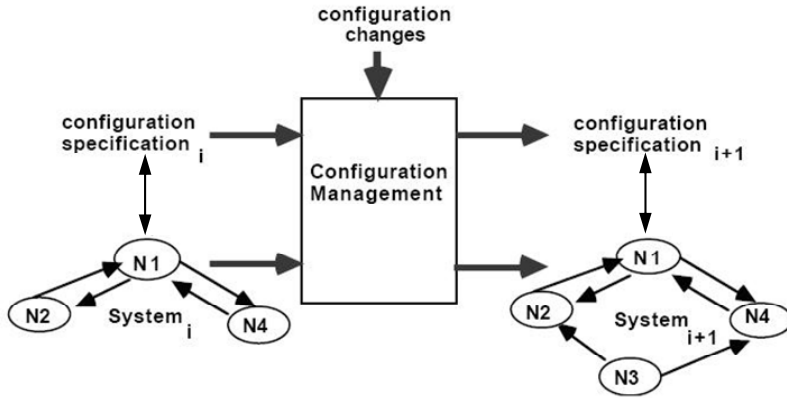 configuration
changes
configuration
specification i
Configuration
Management
configuration
specification i+1
N1
N2
System i
N4
N1
N2
System i+1
N4
N3